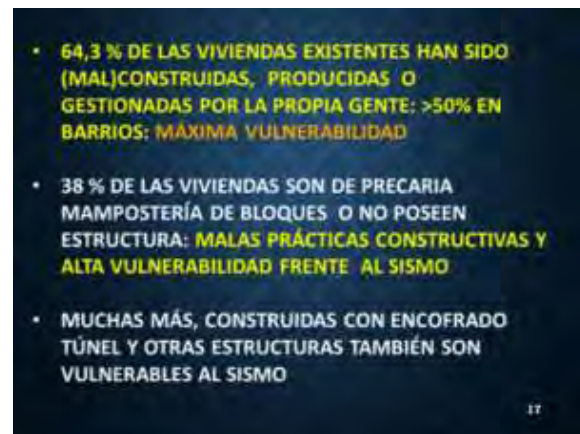 • 64,3 % DE LAS VIVIENDAS EXISTENTES HAN SIDO
(MAL)CONSTRUIDAS, PRODUCIDAS O
GESTIONADAS POR LA PROPIA GENTE: >50% EN
BARRIOS: MÁXIMA VULNERABILIDAD
• 38 % DE LAS VIVIENDAS SON DE PRECARIA
MAMPOSTERÍA DE BLOQUES O NO POSEEN
ESTRUCTURA: MALAS PRÁCTICAS CONSTRUCTIVAS Y
ALTA VULNERABILIDAD FRENTE AL SISMO
• MUCHAS MÁS, CONSTRUIDAS CON ENCOFRADO
TÚNEL Y OTRAS ESTRUCTURAS TAMBIÉN SON
VULNERABLES AL SISMO
17